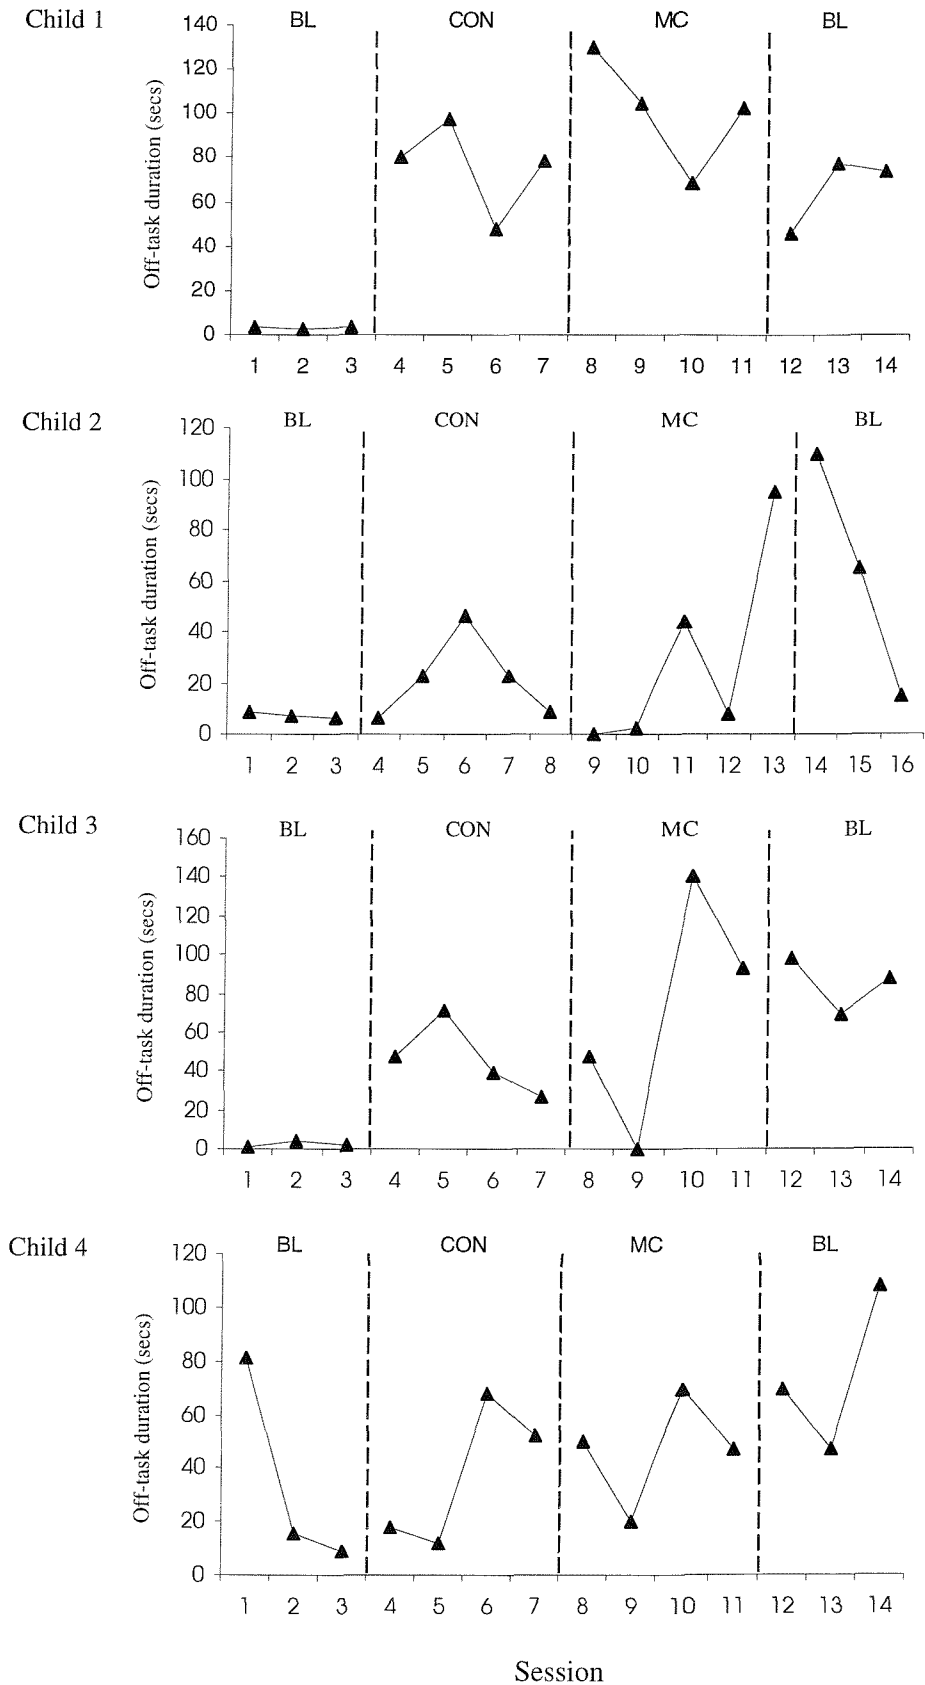 Child 1
BL CON MC BL
Off-task duration (secs)
140
120
100
80
60
40
20
0
1 2 3 4 5 6 7 8 9 10 11 12 13 14
Child 2
BL CON MC BL
Off-task duration (secs)
120
100
80
60
40
20
0
1 2 3 4 5 6 7 8 9 10 11 12 13 14 15 16
Child 3
BL CON MC BL
Off-task duration (secs)
160
140
120
100
80
60
40
20
0
1 2 3 4 5 6 7 8 9 10 11 12 13 14
Child 4
BL CON MC BL
Off-task duration (secs)
120
100
80
60
40
20
0
1 2 3 4 5 6 7 8 9 10 11 12 13 14
Session